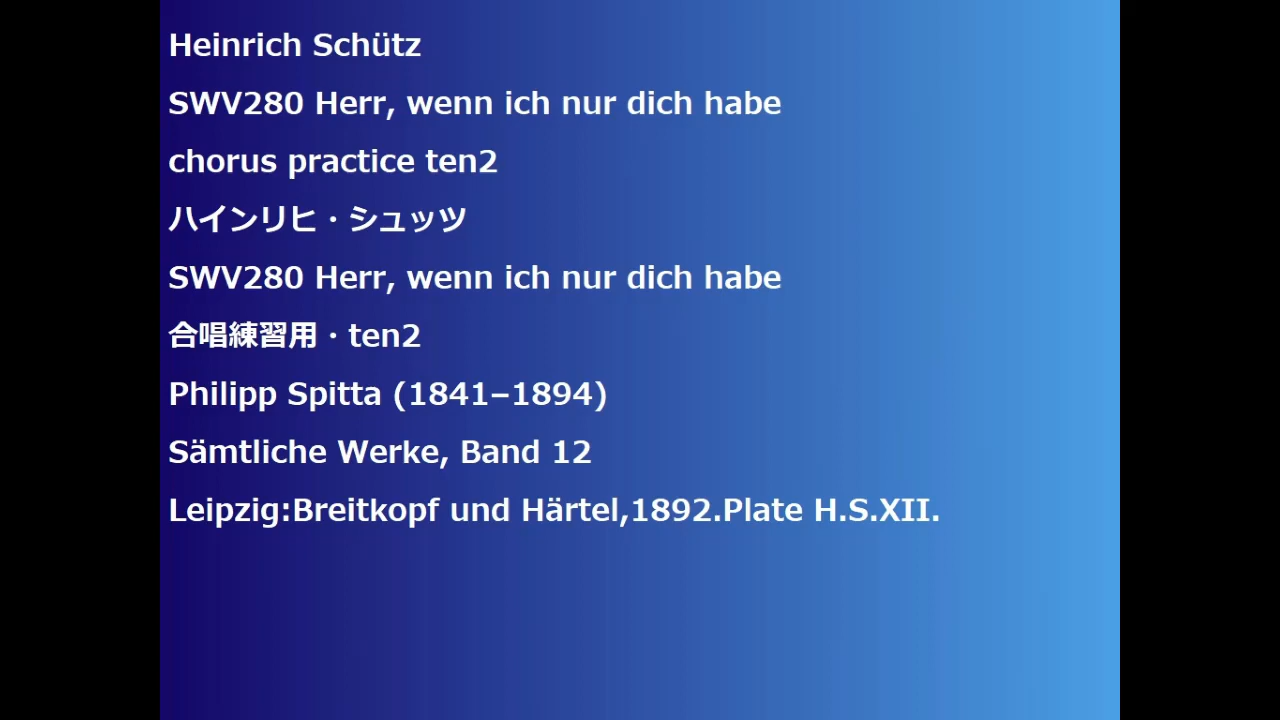 Heinrich Schütz
SWV280 Herr, wenn ich nur dich habe
chorus practice ten2
ハインリヒ・シュッツ
SWV280 Herr, wenn ich nur dich habe
合唱練習用・ten2
Philipp Spitta (1841–1894)
Sämtliche Werke, Band 12
Leipzig:Breitkopf und Härtel,1892.Plate H.S.XII.